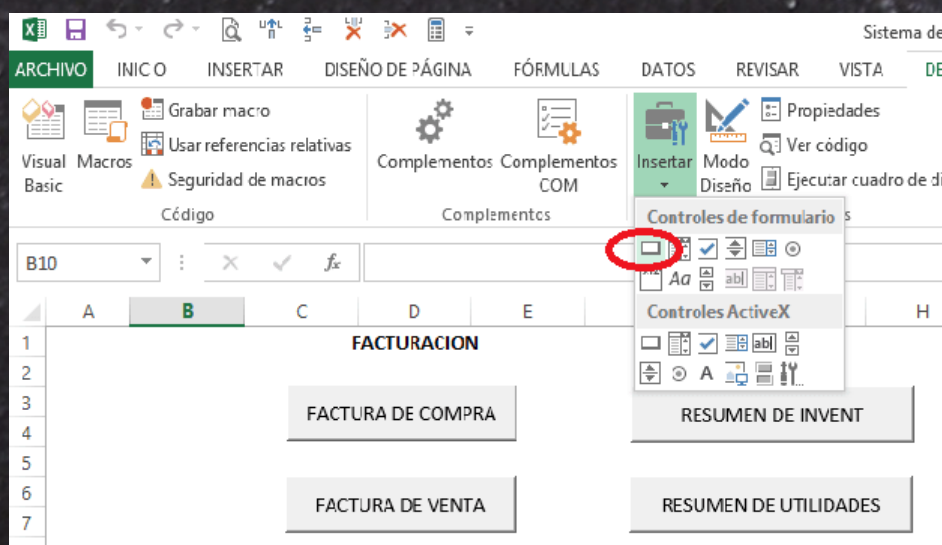 Sistema de
ARCHIVO INICIO INSERTAR DISEÑO DE PÁGINA FÓRMULAS DATOS REVISAR VISTA DE
Visual Basic
Macros
Grabar macro
Usar referencias relativas
Seguridad de macros
Código
Complementos
Complementos COM
Complementos
Insertar
Modo Diseño
Propiedades
Ver código
Ejecutar cuadro de di
s
Controles de formulario
Aa ab|
Controles ActiveX
ab|
A
B10 fx
A B C D E H
1 FACTURACION
2
3 FACTURA DE COMPRA RESUMEN DE INVENT
4
5
6 FACTURA DE VENTA RESUMEN DE UTILIDADES
7